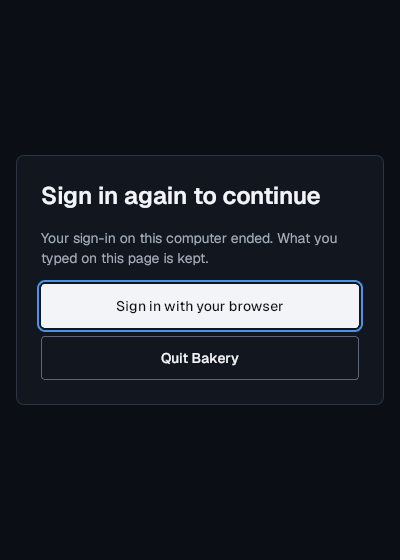 Sign in again to continue
Your sign-in on this computer ended. What you
typed on this page is kept.
Sign in with your browser
Quit Bakery